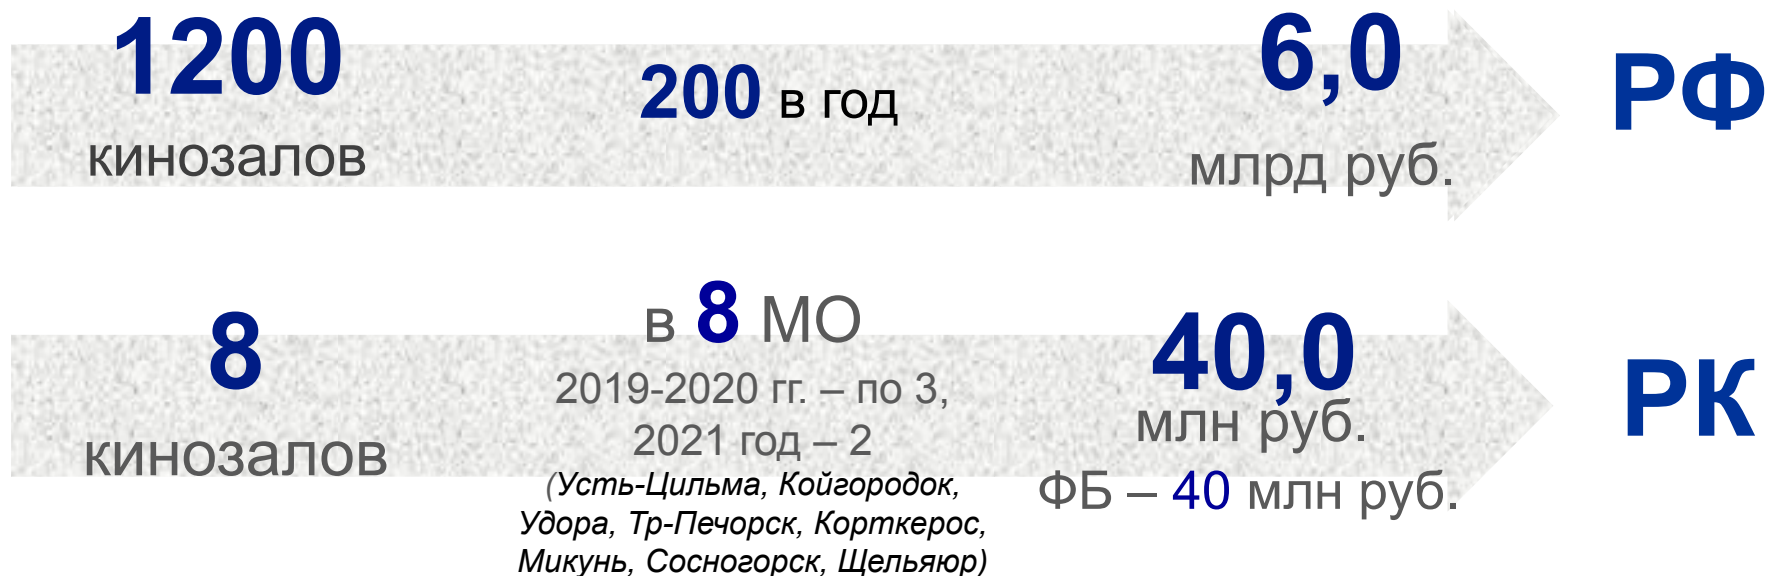 1200
кинозалов
200 в год
6,0
млрд руб.
РФ
8
кинозалов
в 8 МО
2019-2020 гг. – по 3,
2021 год – 2
(Усть-Цильма, Койгородок,
Удора, Тр-Печорск, Корткерос,
Микунь, Сосногорск, Щельяюр)
40,0
млн руб.
ФБ – 40 млн руб.
РК